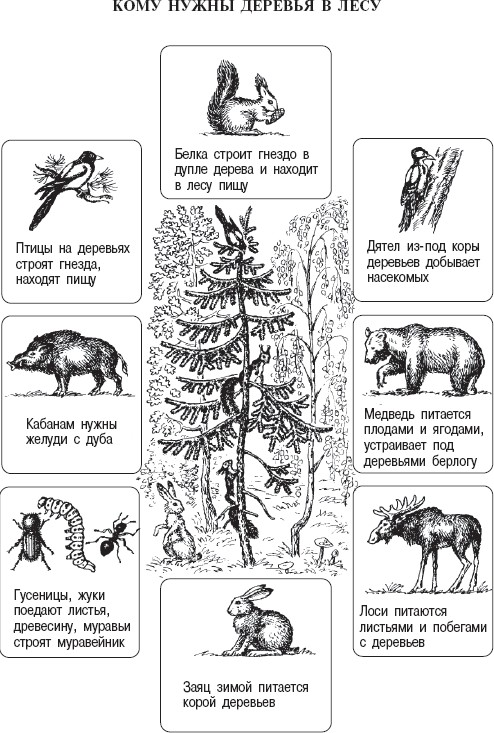 КОМУ НУЖНЫ ДЕРЕВЬЯ В ЛЕСУ
Белка строит гнездо в
дупле дерева и находит
в лесу пищу
Птицы на деревьях
строят гнезда,
находят пищу
Дятел из-под коры
деревьев добывает
насекомых
Кабанам нужны
желуди с дуба
Медведь питается
плодами и ягодами,
устраивает под
деревьями берлогу
Гусеницы, жуки
поедают листья,
древесину, муравьи
строят муравейник
Лоси питаются
листьями и побегами
с деревьев
Заяц зимой питается
корой деревьев